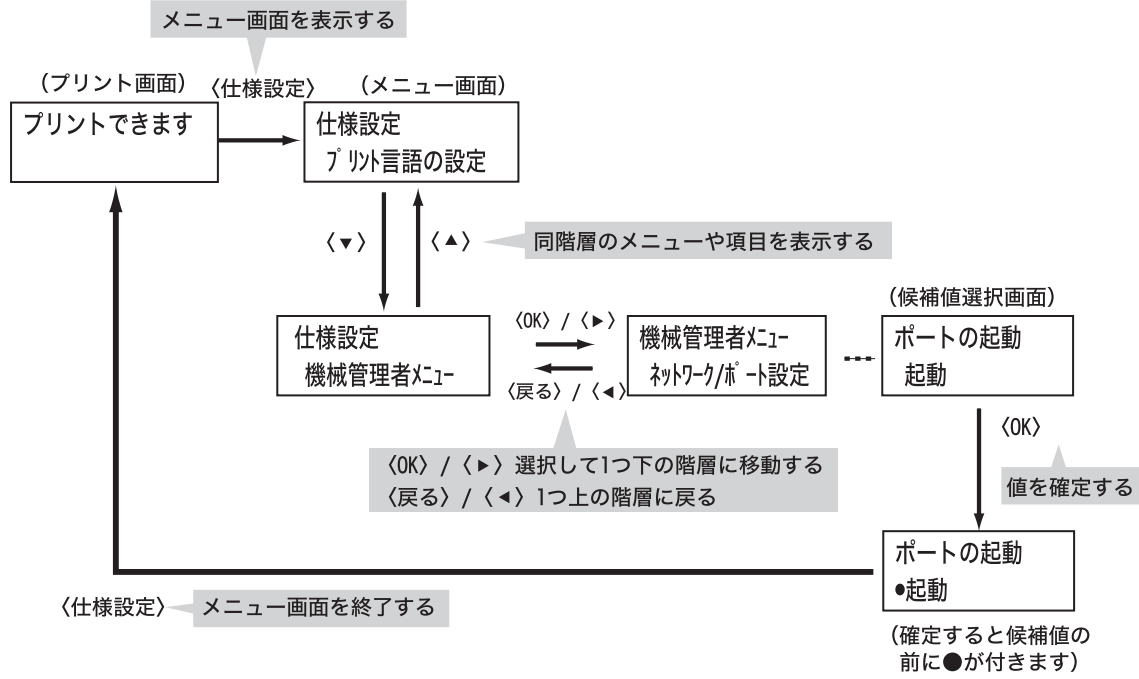 メニュー画面を表示する
（プリント画面）
〈仕様設定〉
（メニュー画面）
プリントできます
仕様設定
ﾌﾟﾘﾝﾄ言語の設定
〈▼〉
〈▲〉
同階層のメニューや項目を表示する
仕様設定
機械管理者ﾒﾆｭｰ
〈OK〉/〈▶〉
〈戻る〉/〈◀〉
機械管理者ﾒﾆｭｰ
ﾈｯﾄﾜｰｸ/ﾎﾟｰﾄ設定
（候補値選択画面）
ポートの起動
起動
〈OK〉/〈▶〉選択して1つ下の階層に移動する
〈戻る〉/〈◀〉1つ上の階層に戻る
〈OK〉
値を確定する
ポートの起動
●起動
（確定すると候補値の
前に●が付きます）
〈仕様設定〉
メニュー画面を終了する